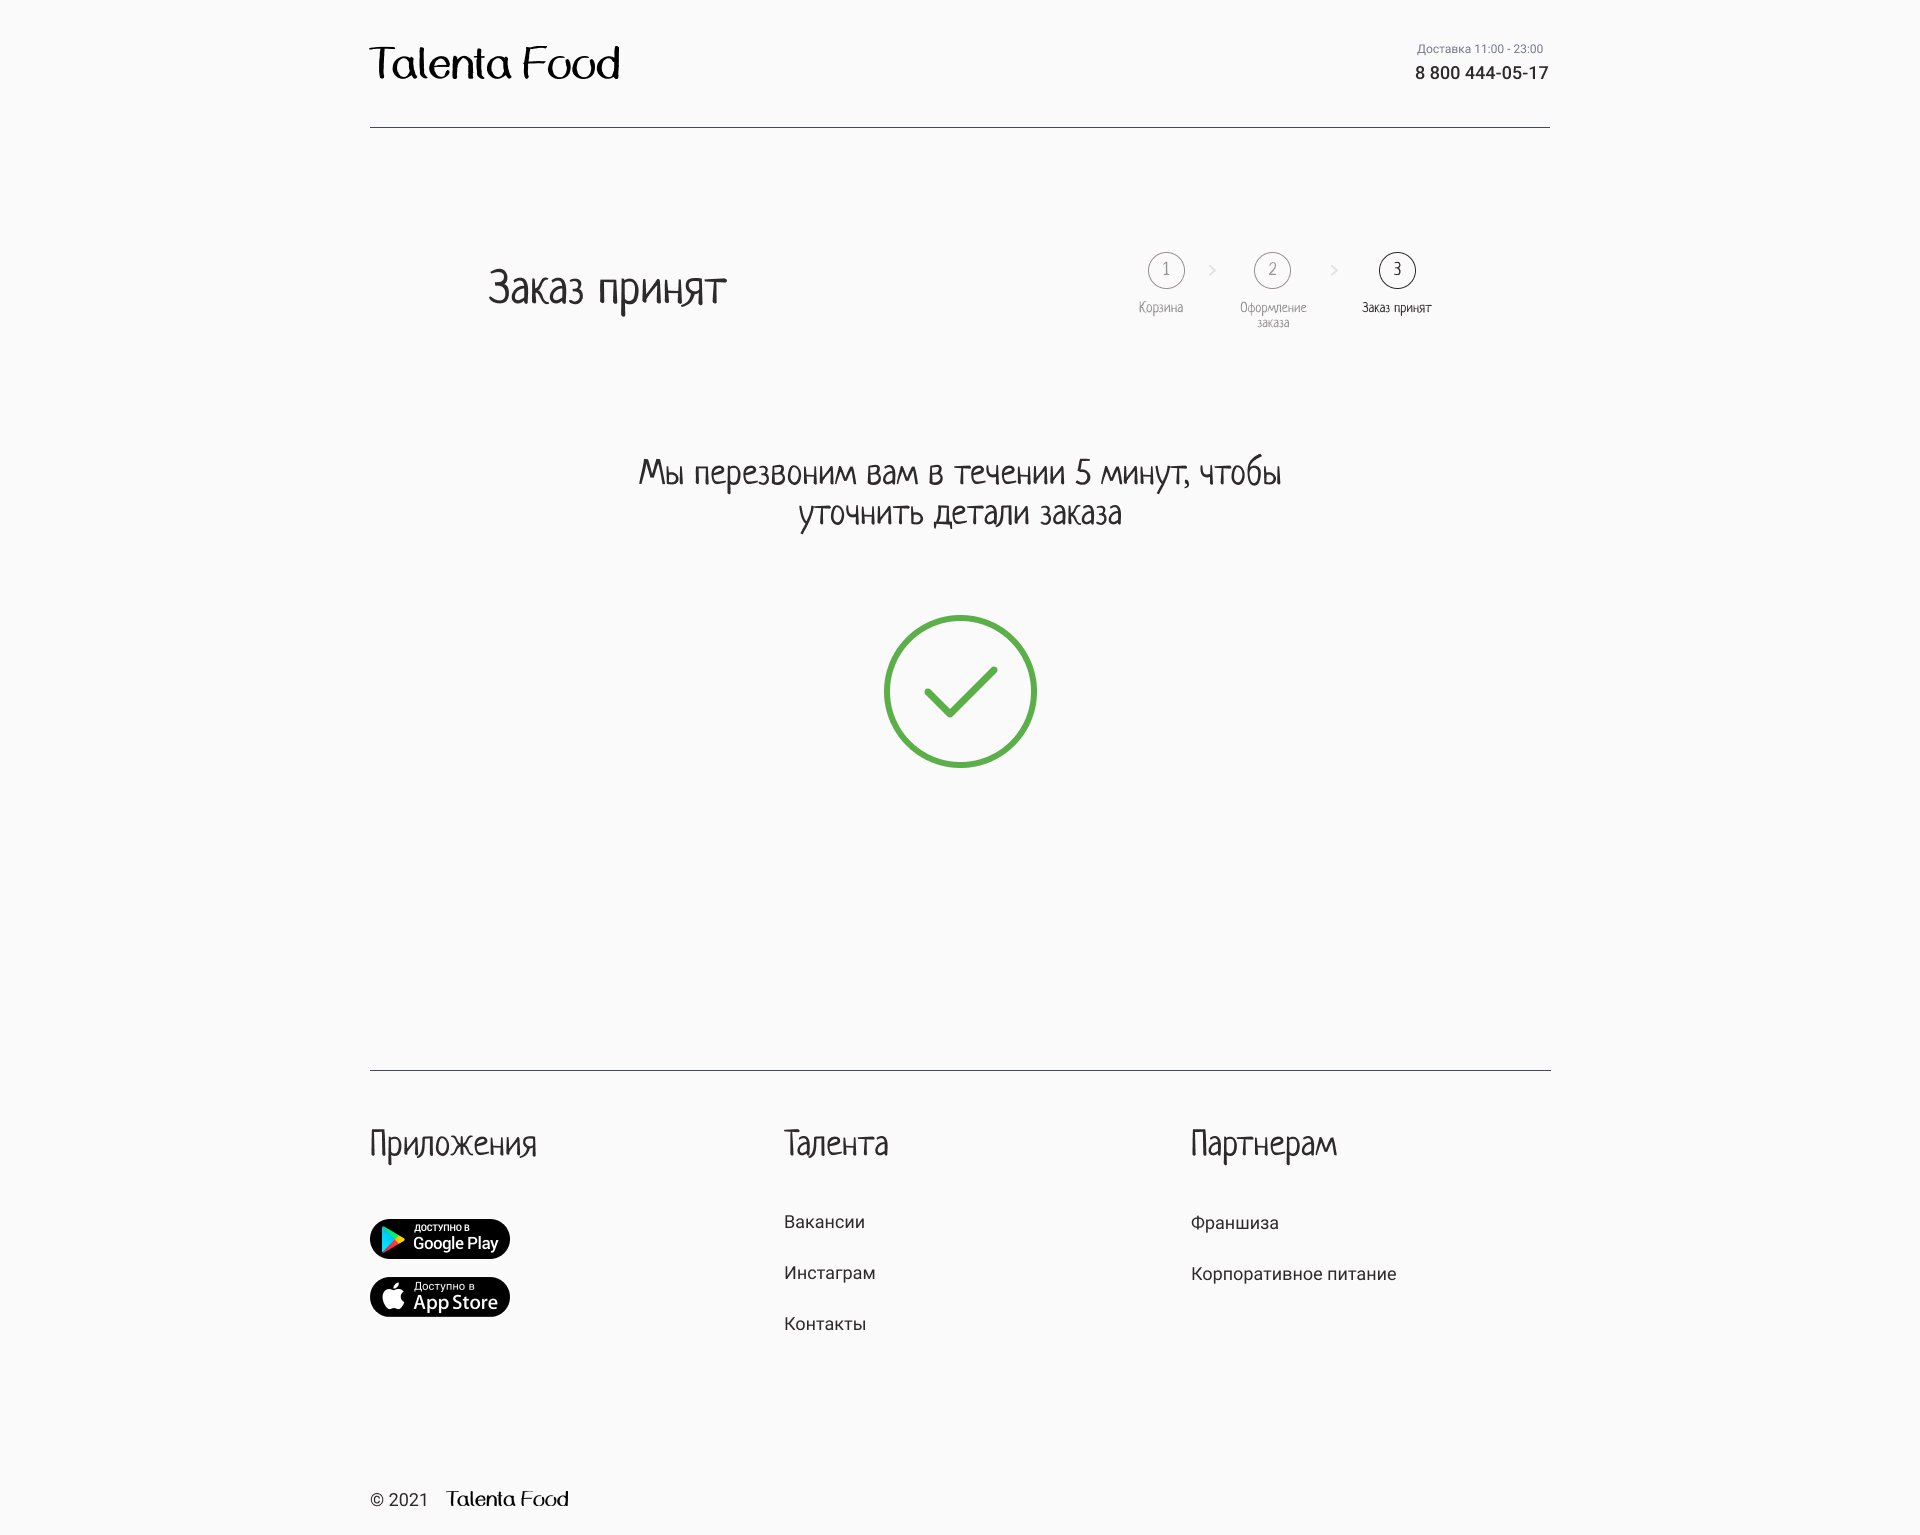 Talenta Food
Доставка 11:00 - 23:00
8 800 444-05-17
Заказ принят
1
2
3
Корзина
Оформление
заказа
Заказ принят
Мы перезвоним вам в течении 5 минут, чтобы
уточнить детали заказа
Приложения
ДОСТУПНО В
Google Play
Доступно в
App Store
Талента
Вакансии
Инстаграм
Контакты
Партнерам
Франшиза
Корпоративное питание
© 2021 Talenta Food